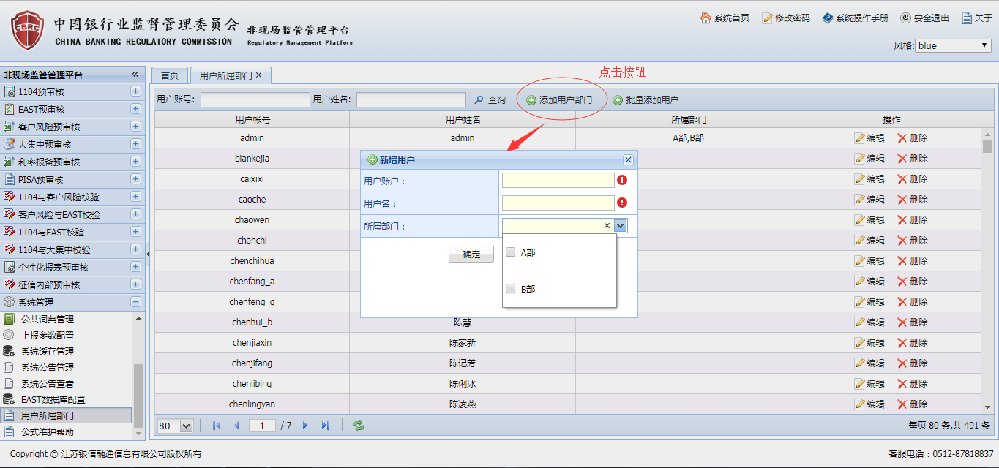 CBRC
中国银行业监督管理委员会 非现场监管管理平台
CHINA BANKING REGULATORY COMMISSION Regulatory Management Platform
系统首页 修改密码 系统操作手册 安全退出 关于
风格: blue
非现场监管管理平台
1104预审核
EAST预审核
客户风险预审核
大集中预审核
利率报备预审核
PISA预审核
1104与客户风险校验
客户风险与EAST校验
1104与EAST校验
1104与大集中校验
个性化报表预审核
征信内部预审核
系统管理
公共词典管理
上报参数配置
系统缓存管理
系统公告管理
系统公告查看
EAST数据库配置
用户所属部门
公式维护帮助
首页 用户所属部门
点击按钮
用户账号: 用户姓名: 查询 添加用户部门 批量添加用户
用户帐号 用户姓名 所属部门 操作
admin admin A部,B部 编辑 删除
biankejia 编辑 删除
caixixi 编辑 删除
caoche 编辑 删除
chaowen 编辑 删除
chenchi 编辑 删除
chenchihua 编辑 删除
chenfang_a 编辑 删除
chenfeng_g 编辑 删除
chenhui_b 陈慧 编辑 删除
chenjiaxin 陈家新 编辑 删除
chenjifang 陈记芳 编辑 删除
chenlibing 陈俐冰 编辑 删除
chenlingyan 陈凌燕 编辑 删除
新增用户
用户账户：
用户名：
所属部门：
A部
确定
B部
80 1 / 7 每页 80 条,共 491 条
Copyright © 江苏银信融通信息有限公司版权所有 客服电话：0512-87818837